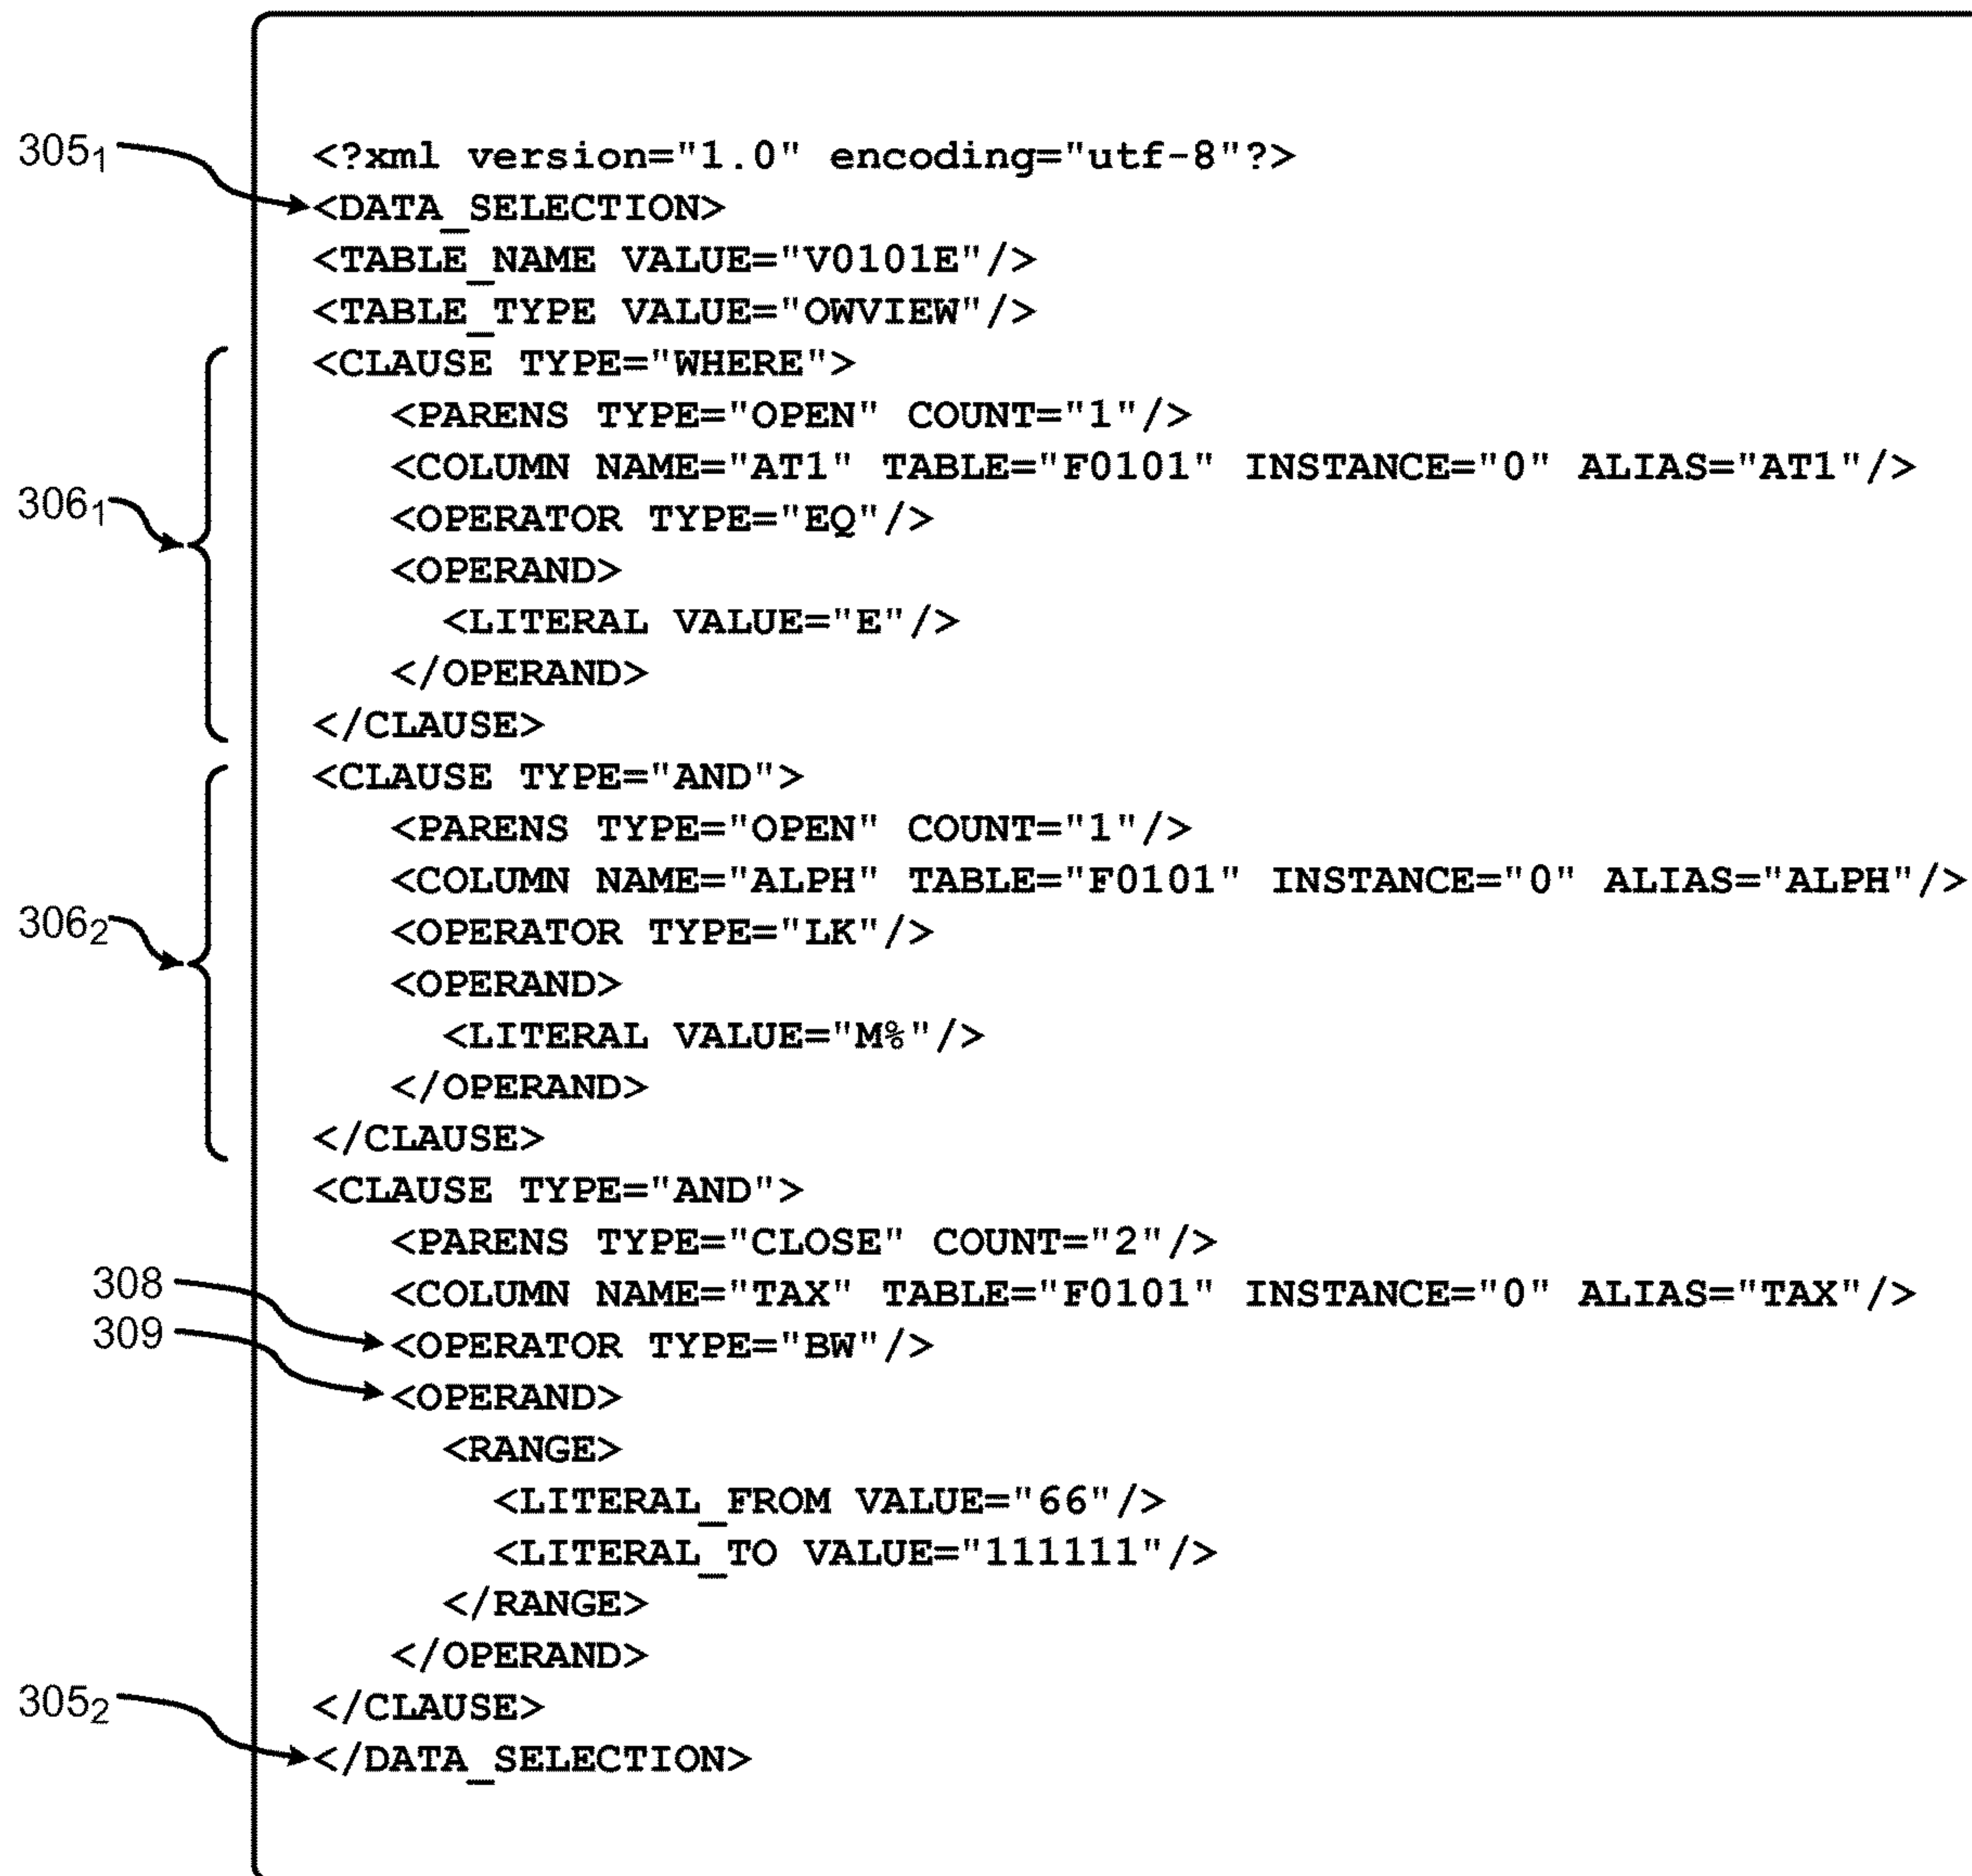 305₁
<?xml version="1.0" encoding="utf-8"?>
<DATA_SELECTION>
<TABLE_NAME VALUE="V0101E"/>
<TABLE_TYPE VALUE="OWVIEW"/>
306₁
<CLAUSE TYPE="WHERE">
<PARENS TYPE="OPEN" COUNT="1"/>
<COLUMN NAME="AT1" TABLE="F0101" INSTANCE="0" ALIAS="AT1"/>
<OPERATOR TYPE="EQ"/>
<OPERAND>
<LITERAL VALUE="E"/>
</OPERAND>
</CLAUSE>
306₂
<CLAUSE TYPE="AND">
<PARENS TYPE="OPEN" COUNT="1"/>
<COLUMN NAME="ALPH" TABLE="F0101" INSTANCE="0" ALIAS="ALPH"/>
<OPERATOR TYPE="LK"/>
<OPERAND>
<LITERAL VALUE="M%"/>
</OPERAND>
</CLAUSE>
<CLAUSE TYPE="AND">
<PARENS TYPE="CLOSE" COUNT="2"/>
<COLUMN NAME="TAX" TABLE="F0101" INSTANCE="0" ALIAS="TAX"/>
308
<OPERATOR TYPE="BW"/>
309
<OPERAND>
<RANGE>
<LITERAL_FROM VALUE="66"/>
<LITERAL_TO VALUE="111111"/>
</RANGE>
</OPERAND>
</CLAUSE>
305₂
</DATA_SELECTION>